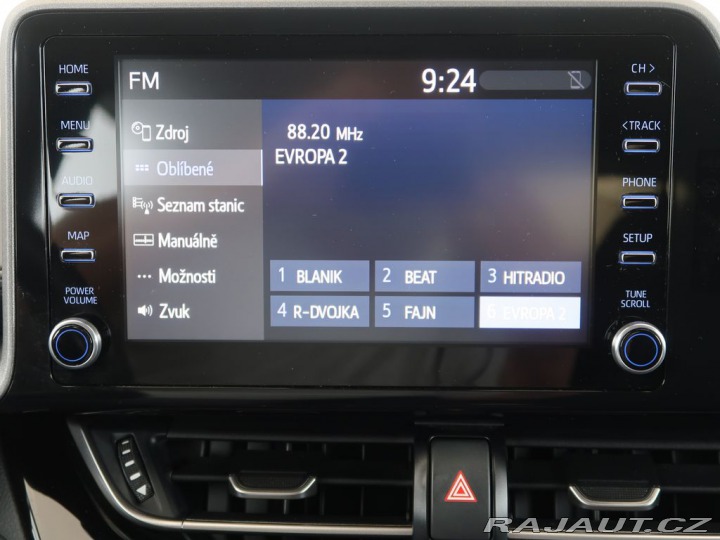 HOME
MENU
AUDIO
MAP
POWER
VOLUME
FM
9:24
Zdroj
Oblíbené
Seznam stanic
Manuálně
Možnosti
Zvuk
88.20 MHz
EVROPA 2
1 BLANIK
2 BEAT
3 HITRADIO
4 R-DVOJKA
5 FAJN
6 EVROPA 2
CH >
< TRACK
PHONE
SETUP
TUNE
SCROLL
RAJAUT.CZ